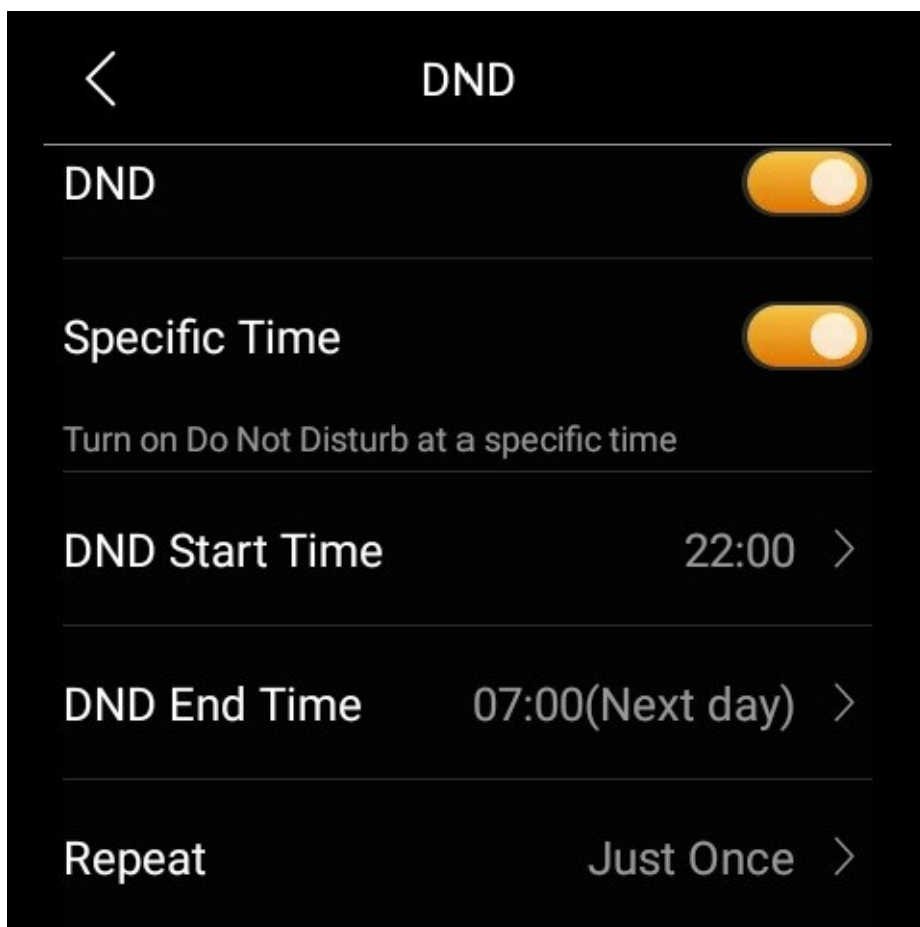 DND
DND
Specific Time
Turn on Do Not Disturb at a specific time
DND Start Time 22:00
DND End Time 07:00(Next day)
Repeat Just Once